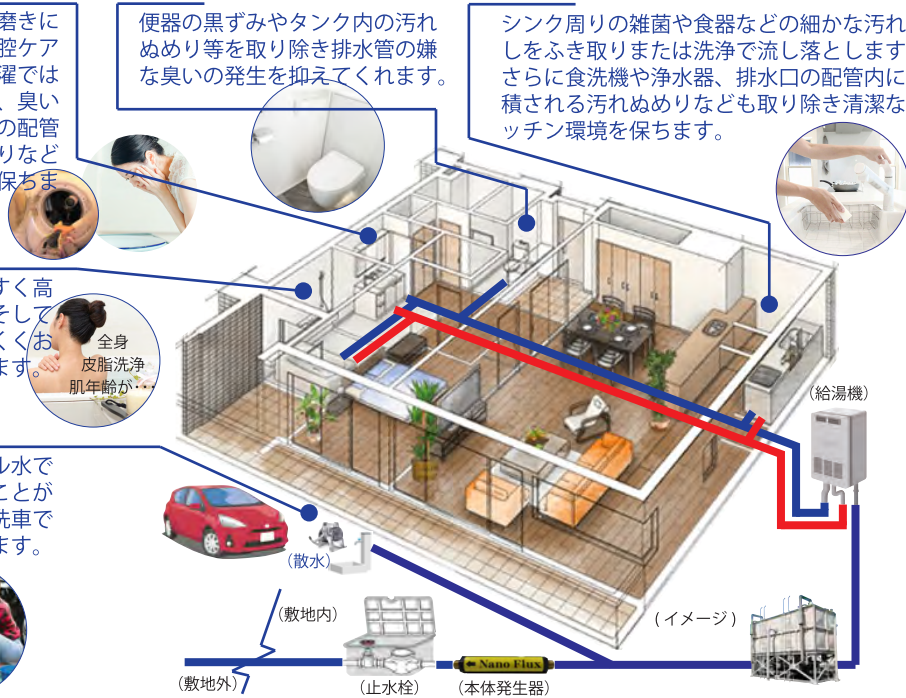 磨きに
腔ケア
濯では
、臭い
の配管
りなど
保ちま
便器の黒ずみやタンク内の汚れ
ぬめり等を取り除き排水管の嫌
な臭いの発生を抑えてくれます。
シンク周りの雑菌や食器などの細かな汚れ
しをふき取りまたは洗浄で流し落とします
さらに食洗機や浄水器、排水口の配管内に
積される汚れぬめりなども取り除き清潔な
ッチン環境を保ちます。
すく高
そして
くくお
ます。
全身
皮脂洗浄
肌年齢が・・・
(給湯機)
ル水で
ことが
洗車で
ます。
(散水)
(敷地内)
(敷地外)
(止水栓)
Nano Flux
(本体発生器)
(イメージ)